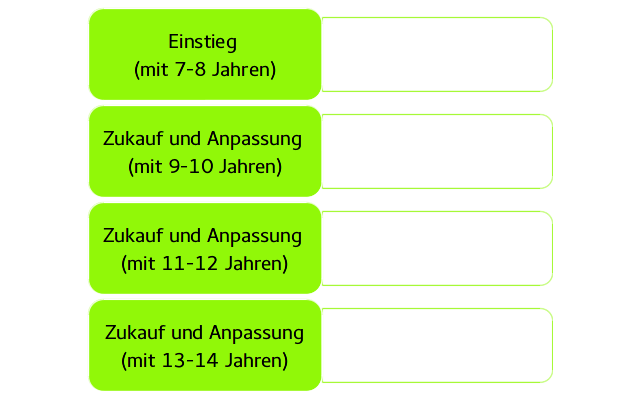 Einstieg
(mit 7-8 Jahren)
Zukauf und Anpassung
(mit 9-10 Jahren)
Zukauf und Anpassung
(mit 11-12 Jahren)
Zukauf und Anpassung
(mit 13-14 Jahren)